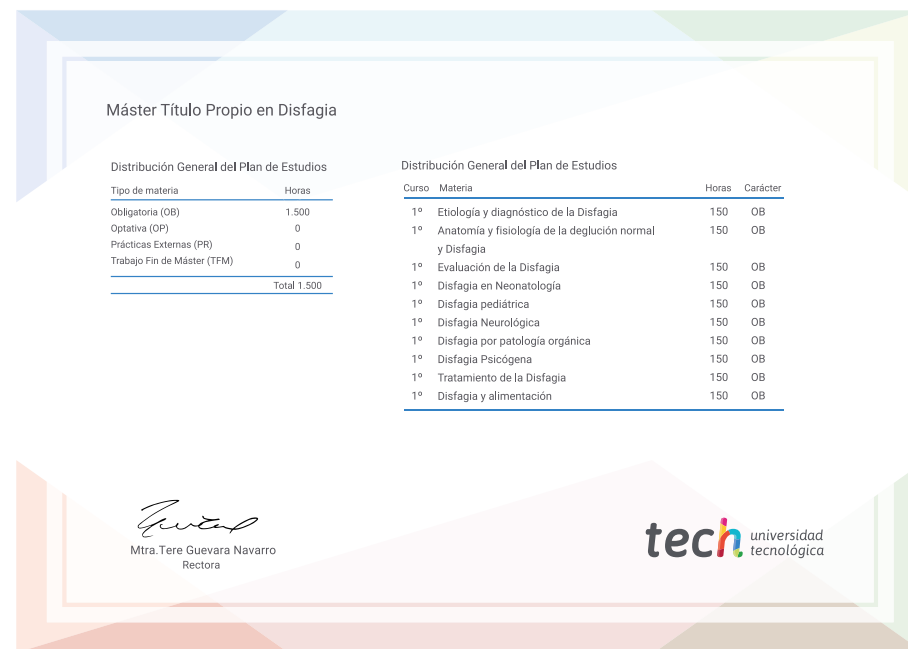 Máster Título Propio en Disfagia
Distribución General del Plan de Estudios
Tipo de materia Horas
Obligatoria (OB) 1.500
Optativa (OP) 0
Prácticas Externas (PR) 0
Trabajo Fin de Máster (TFM) 0
Total 1.500
Distribución General del Plan de Estudios
Curso Materia Horas Carácter
1º Etiología y diagnóstico de la Disfagia 150 OB
1º Anatomía y fisiología de la deglución normal 150 OB
y Disfagia
1º Evaluación de la Disfagia 150 OB
1º Disfagia en Neonatología 150 OB
1º Disfagia pediátrica 150 OB
1º Disfagia Neurológica 150 OB
1º Disfagia por patología orgánica 150 OB
1º Disfagia Psicógena 150 OB
1º Tratamiento de la Disfagia 150 OB
1º Disfagia y alimentación 150 OB
Mtra.Tere Guevara Navarro
Rectora
tech universidad
tecnológica